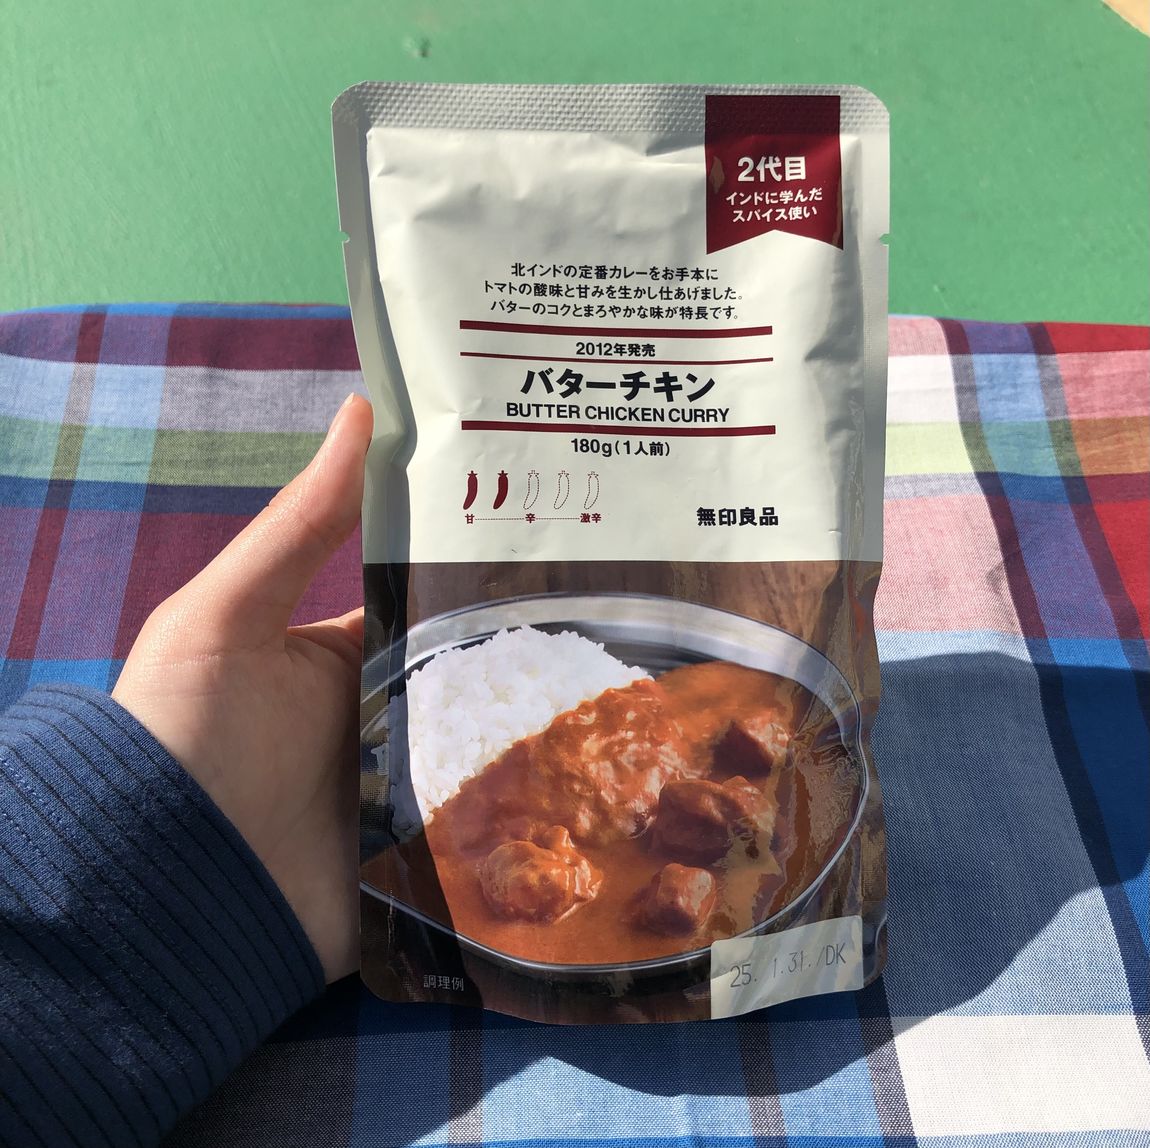 2代目
インドに学んだ
スパイス使い
北インドの定番カレーをお手本に
トマトの酸味と甘みを生かし仕あげました。
バターのコクとまろやかな味が特長です。
2012年発売
バターチキン
BUTTER CHICKEN CURRY
180g(1人前)
甘 辛 激辛
無印良品
調理例
25. 1.31./DK